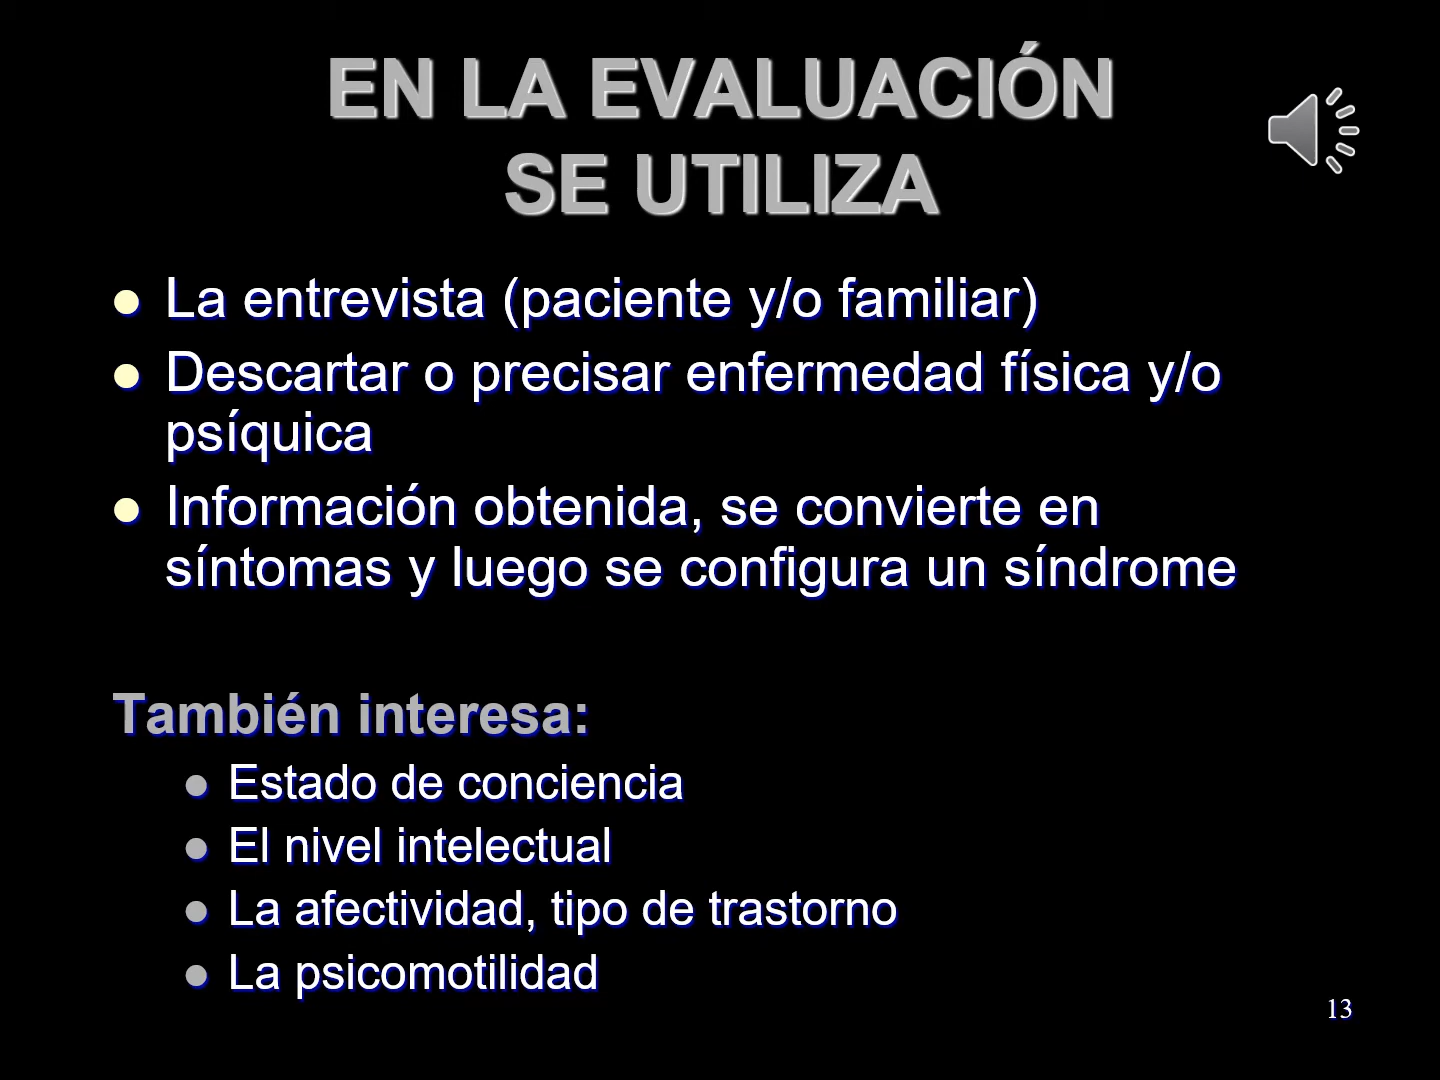 EN LA EVALUACIÓN
SE UTILIZA
La entrevista (paciente y/o familiar)
Descartar o precisar enfermedad física y/o
psíquica
Información obtenida, se convierte en
síntomas y luego se configura un síndrome
También interesa:
Estado de conciencia
El nivel intelectual
La afectividad, tipo de trastorno
La psicomotilidad
13